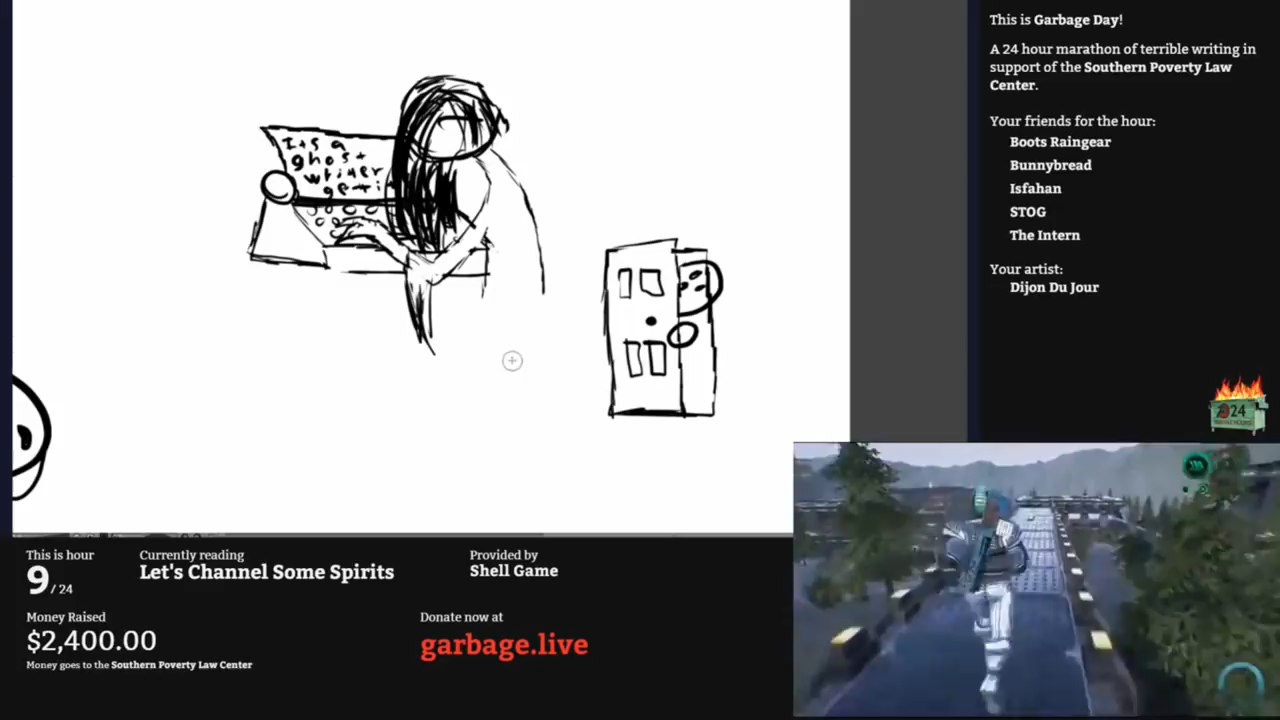 It's a
ghost
writer
get
This is Garbage Day!
A 24 hour marathon of terrible writing in
support of the Southern Poverty Law
Center.
Your friends for the hour:
Boots Raingear
Bunnybread
Isfahan
STOG
The Intern
Your artist:
Dijon Du Jour
This is hour
9 / 24
Currently reading
Let's Channel Some Spirits
Provided by
Shell Game
Money Raised
$2,400.00
Money goes to the Southern Poverty Law Center
Donate now at
garbage.live